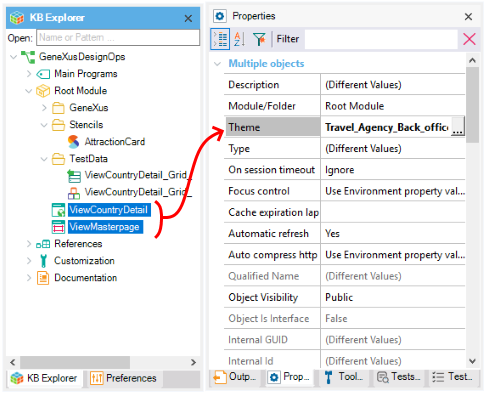 KB Explorer
Open: Name or Pattern ...
GeneXusDesignOps
Main Programs
Root Module
GeneXus
Stencils
AttractionCard
TestData
ViewCountryDetail_Grid_
ViewCountryDetail_Grid_
ViewCountryDetail
ViewMasterpage
References
Customization
Documentation
KB Explorer Preferences
Properties
Filter
Multiple objects
Description (Different Values)
Module/Folder Root Module
Theme Travel_Agency_Back_office ...
Type (Different Values)
On session timeout Ignore
Focus control Use Environment property val...
Cache expiration lap
Automatic refresh Yes
Auto compress http Use Environment property val...
Qualified Name (Different Values)
Object Visibility Public
Object Is Interface False
Internal GUID (Different Values)
Internal Id (Different Values)
Outp... Prop... Tool... Tests... Test...